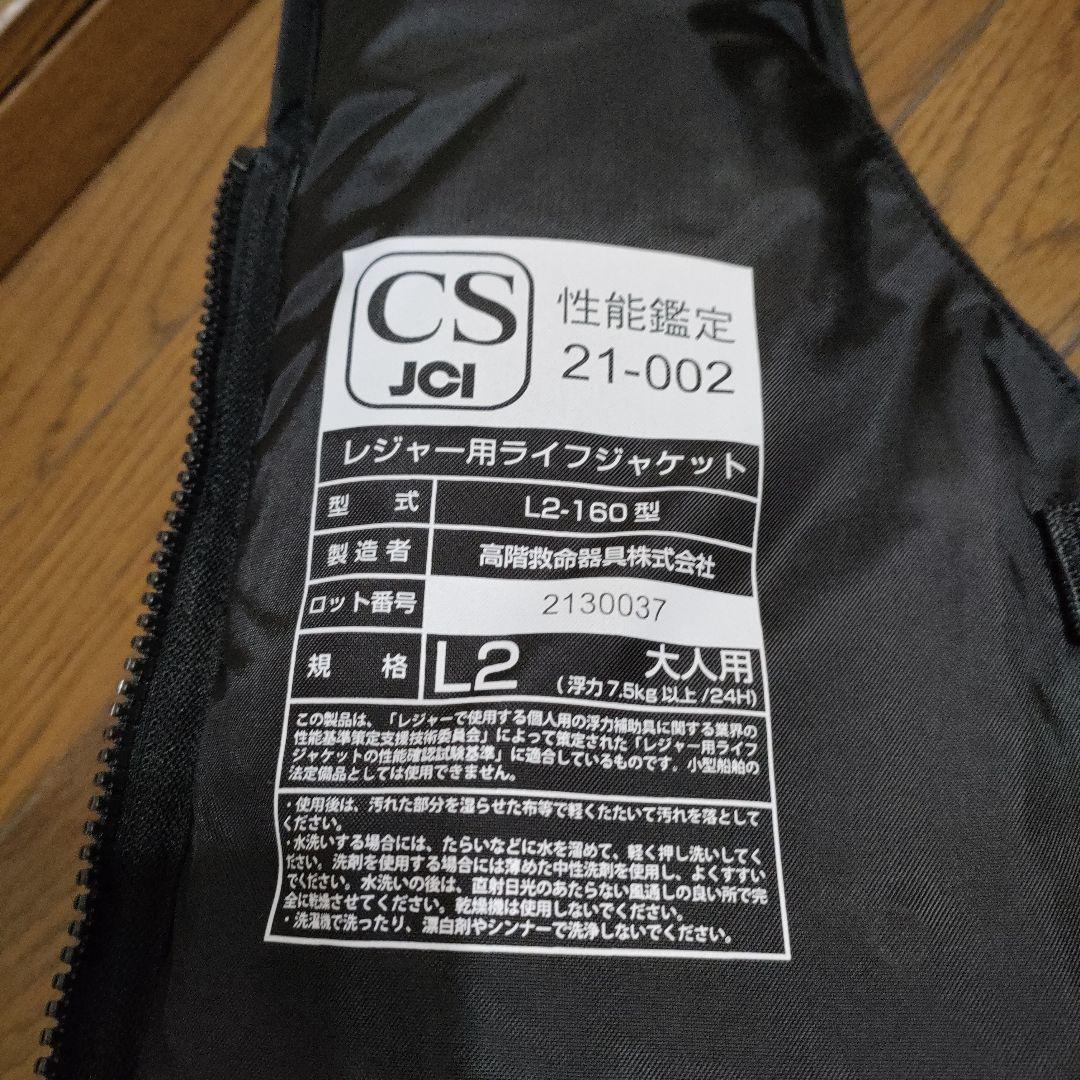 CS
JCI
性能鑑定
21-002
レジャー用ライフジャケット
型式 L2-160型
製造者 高階救命器具株式会社
ロット番号 2130037
規格 L2 大人用
(浮力7.5kg以上/24H)
この製品は、「レジャーで使用する個人用の浮力補助具に関する業界の
性能基準策定支援技術委員会」によって策定された「レジャー用ライフ
ジャケットの性能確認試験基準」に適合しているものです。小型船舶の
法定備品としては使用できません。
・使用後は、汚れた部分を湿らせた布等で軽くたたいて汚れを落として
ください。
・水洗いする場合には、たらいなどに水を溜めて、軽く押し洗いしてく
ださい。洗剤を使用する場合には薄めた中性洗剤を使用し、よくすすい
でください。水洗いの後は、直射日光のあたらない風通しの良い所で完
全に乾燥させてください。乾燥機は使用しないでください。
・洗濯機で洗ったり、漂白剤やシンナーで洗浄しないでください。